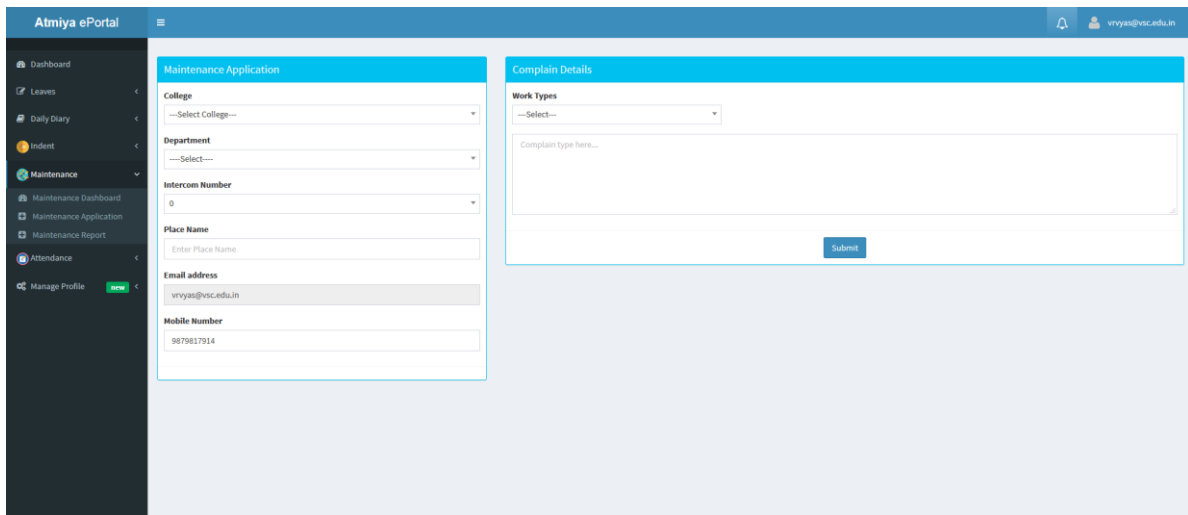 Atmiya ePortal
vrvyas@vsc.edu.in
Dashboard
Leaves
Daily Diary
Indent
Maintenance
Maintenance Dashboard
Maintenance Application
Maintenance Report
Attendance
Manage Profile new
Maintenance Application
College
---Select College---
Department
----Select----
Intercom Number
0
Place Name
Enter Place Name
Email address
vrvyas@vsc.edu.in
Mobile Number
9879817914
Complain Details
Work Types
---Select---
Complain type here...
Submit